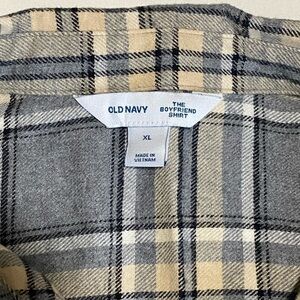 OLD NAVY
THE
BOYFRIEND
SHIRT
XL
MADE IN
VIETNAM